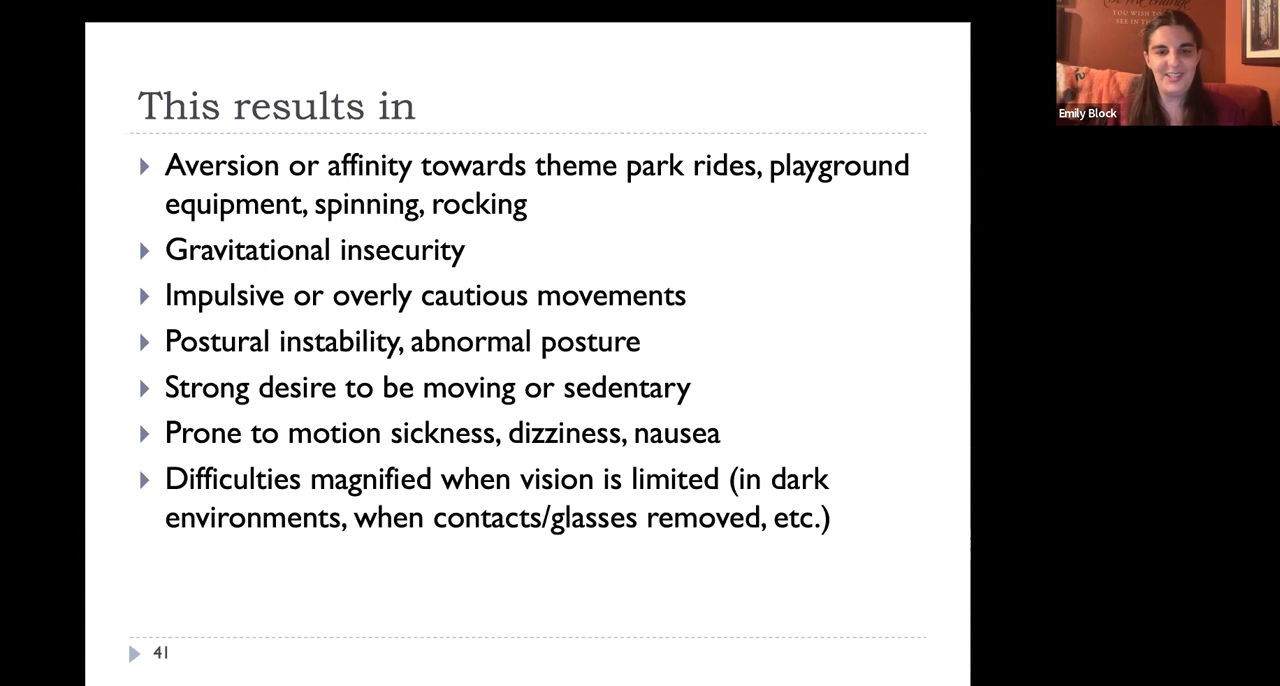 This results in
Aversion or affinity towards theme park rides, playground
equipment, spinning, rocking
Gravitational insecurity
Impulsive or overly cautious movements
Postural instability, abnormal posture
Strong desire to be moving or sedentary
Prone to motion sickness, dizziness, nausea
Difficulties magnified when vision is limited (in dark
environments, when contacts/glasses removed, etc.)
41
YOU WISH
Emily Block